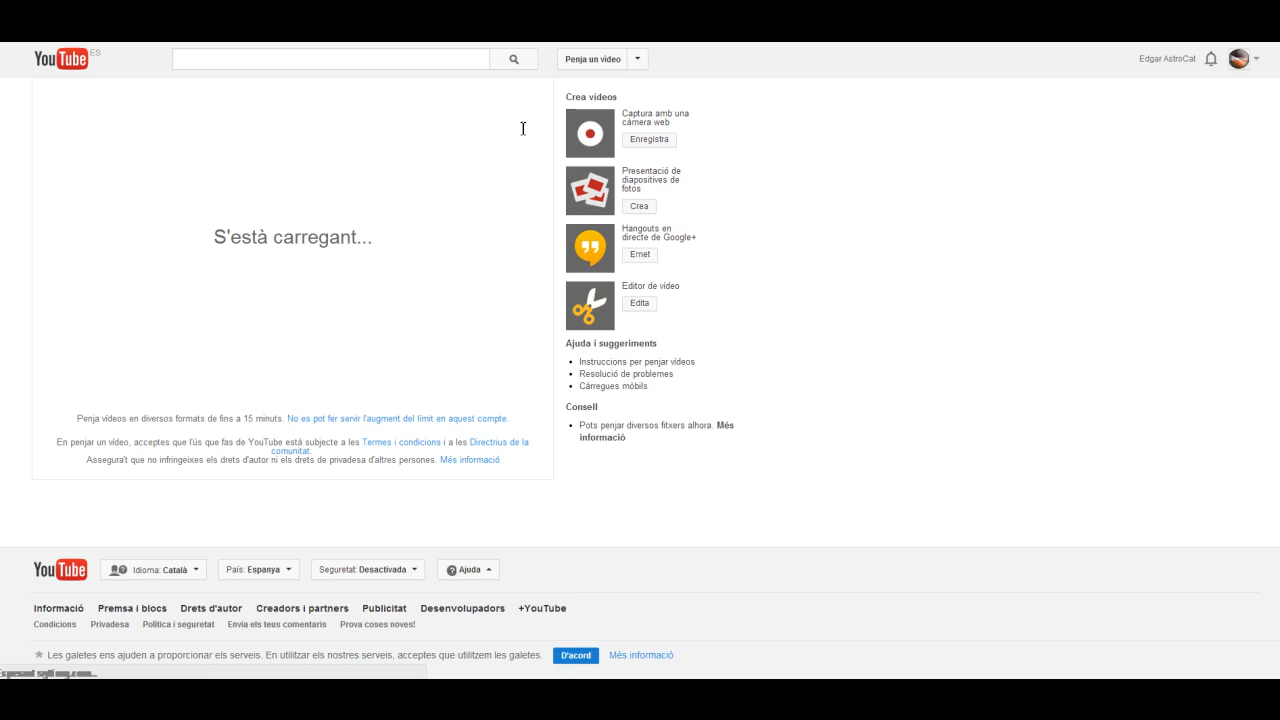 YouTube ES
Penja un vídeo
Edgar AstroCat
Crea vídeos
Captura amb una
càmera web
Enregistra
Presentació de
diapositives de
fotos
Crea
Hangouts en
directe de Google+
Emet
Editor de vídeo
Edita
S'està carregant...
Ajuda i suggeriments
Instruccions per penjar vídeos
Resolució de problemes
Càrregues mòbils
Consell
Pots penjar diversos fitxers alhora. Més
informació
Penja vídeos en diversos formats de fins a 15 minuts. No es pot fer servir l'augment del límit en aquest compte.
En penjar un vídeo, acceptes que l'ús que fas de YouTube està subjecte a les Termes i condicions i a les Directrius de la
comunitat.
Assegura't que no infringeixes els drets d'autor ni els drets de privadesa d'altres persones. Més informació
YouTube
Idioma: Català
País: Espanya
Seguretat: Desactivada
Ajuda
Informació Premsa i blocs Drets d'autor Creadors i partners Publicitat Desenvolupadors +YouTube
Condicions Privadesa Política i seguretat Envia els teus comentaris Prova coses noves!
Les galetes ens ajuden a proporcionar els serveis. En utilitzar els nostres serveis, acceptes que utilitzem les galetes. D'acord Més informació